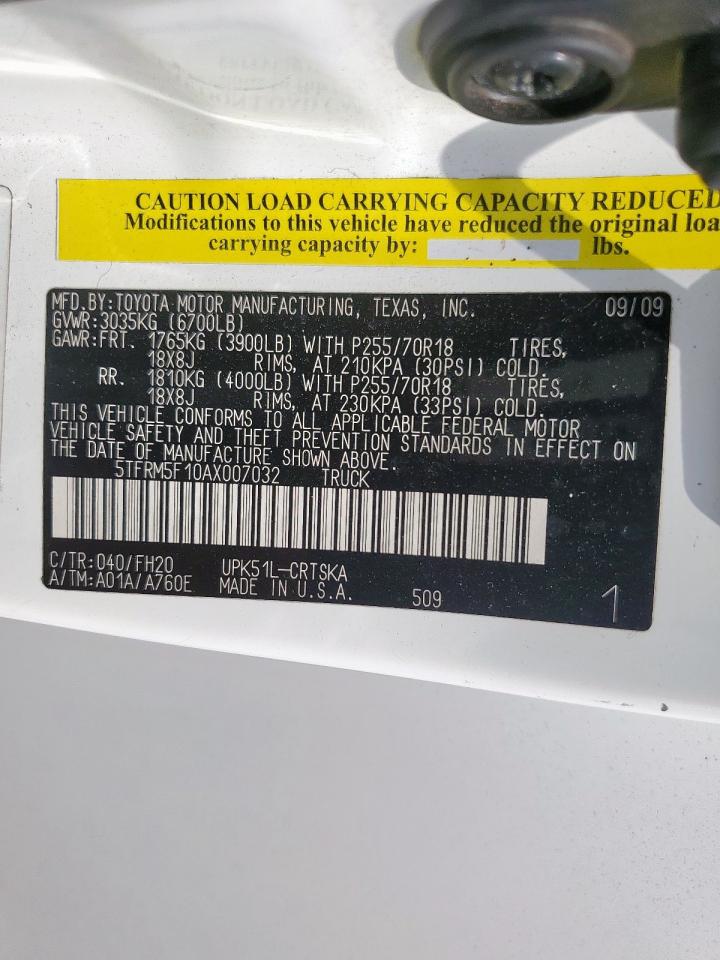 CAUTION LOAD CARRYING CAPACITY REDUCED
Modifications to this vehicle have reduced the original loa
carrying capacity by: lbs.
MFD.BY:TOYOTA MOTOR MANUFACTURING, TEXAS, INC. 09/09
GVWR:3035KG (6700LB)
GAWR:FRT. 1765KG (3900LB) WITH P255/70R18 TIRES,
18X8J RIMS, AT 210KPA (30PSI) COLD.
RR. 1810KG (4000LB) WITH P255/70R18 TIRES,
18X8J RIMS, AT 230KPA (33PSI) COLD.
THIS VEHICLE CONFORMS TO ALL APPLICABLE FEDERAL MOTOR
VEHICLE SAFETY AND THEFT PREVENTION STANDARDS IN EFFECT ON
THE DATE OF MANUFACTURE SHOWN ABOVE.
5TFRM5F10AX007032 TRUCK
C/TR:040/FH20 UPK51L-CRTSKA
A/TM:A01A/A760E MADE IN U.S.A. 509 1